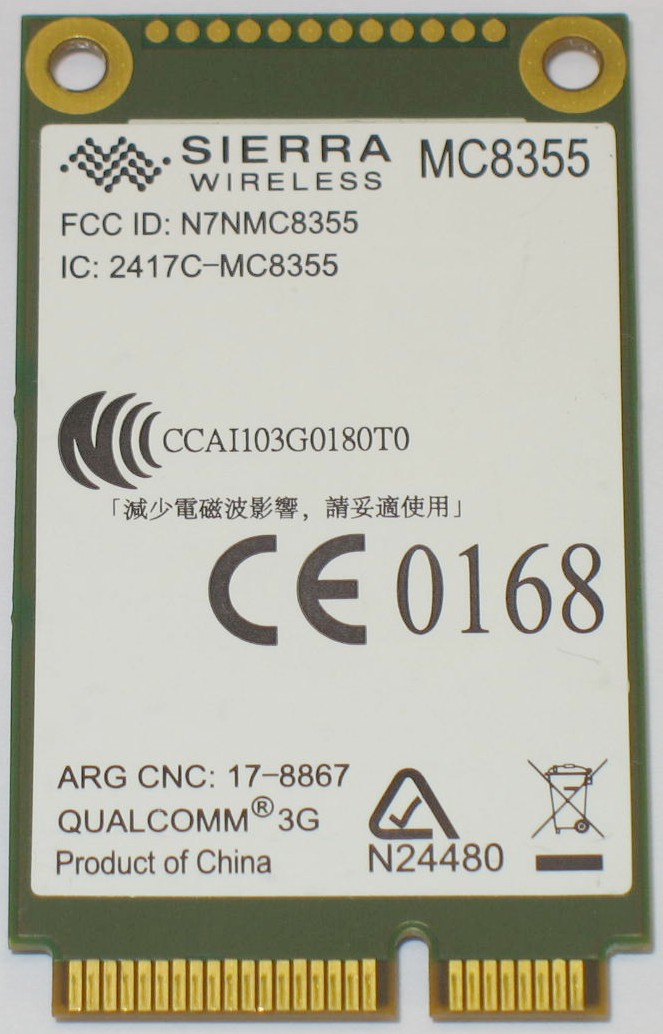 SIERRA
WIRELESS
MC8355
FCC ID: N7NMC8355
IC: 2417C-MC8355
CCAI103G0180T0
「減少電磁波影響，請妥適使用」
CE 0168
ARG CNC: 17-8867
QUALCOMM® 3G
Product of China
N24480